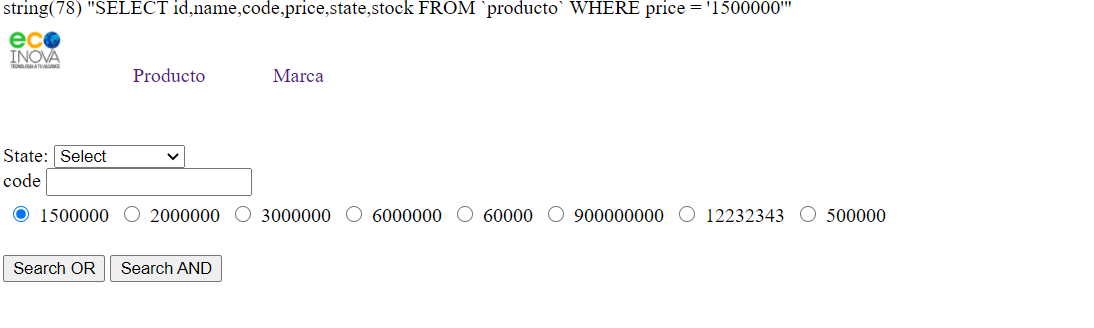 string(78) "SELECT id,name,code,price,state,stock FROM `producto` WHERE price = '1500000'"
eco
INOVA
TECNOLOGIA A TU ALCANCE
Producto Marca
State: Select
code
1500000 2000000 3000000 6000000 60000 900000000 12232343 500000
Search OR Search AND